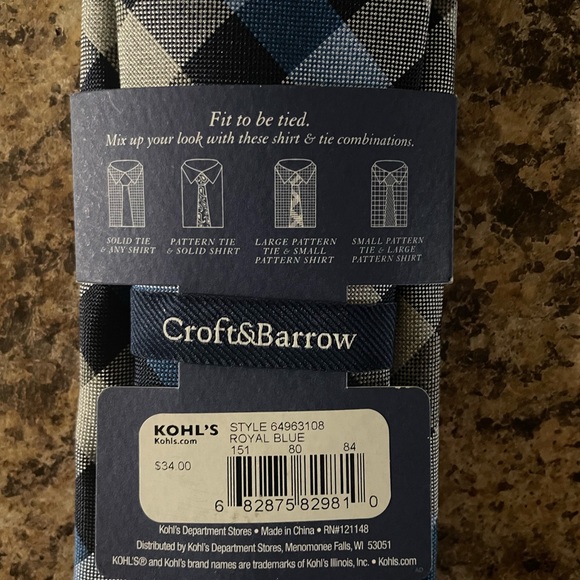 Fit to be tied.
Mix up your look with these shirt & tie combinations.
SOLID TIE
& ANY SHIRT
PATTERN TIE
& SOLID SHIRT
LARGE PATTERN
TIE & SMALL
PATTERN SHIRT
SMALL PATTERN
TIE & LARGE
PATTERN SHIRT
Croft&Barrow
KOHL'S
Kohls.com
STYLE 64963108
ROYAL BLUE
151 80 84
$34.00
6 82875 82981 0
Kohl's Department Stores • Made in China • RN#121148
Distributed by Kohl's Department Stores, Menomonee Falls, WI 53051
KOHL'S® and Kohl's brand names are trademarks of Kohl's Illinois, Inc. • Kohls.com